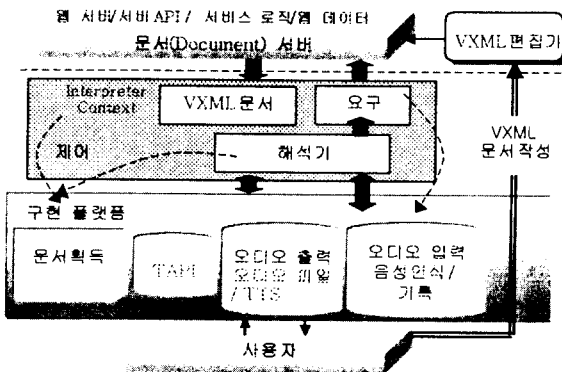 웹 서버/서버 API / 서비스 로직/웹 데이터
문서(Document) 서버
VXML편집기
Interpreter
Context
VXML문서
요구
제어
해석기
VXML
문서작성
구현 플랫폼
문서획득
TAPI
오디오 출력
오디오 파일
/ TTS
오디오 입력
음성인식/
기록
사용자